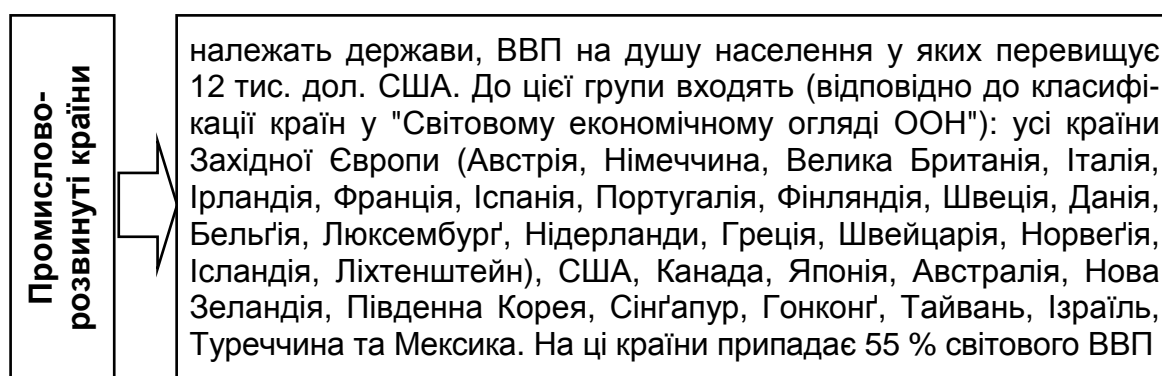 Промислово-
розвинуті країни
належать держави, ВВП на душу населення у яких перевищує
12 тис. дол. США. До цієї групи входять (відповідно до класифі-
кації країн у "Світовому економічному огляді ООН"): усі країни
Західної Європи (Австрія, Німеччина, Велика Британія, Італія,
Ірландія, Франція, Іспанія, Португалія, Фінляндія, Швеція, Данія,
Бельґія, Люксембурґ, Нідерланди, Греція, Швейцарія, Норвеґія,
Ісландія, Ліхтенштейн), США, Канада, Японія, Австралія, Нова
Зеландія, Південна Корея, Сінґапур, Гонконґ, Тайвань, Ізраїль,
Туреччина та Мексика. На ці країни припадає 55 % світового ВВП